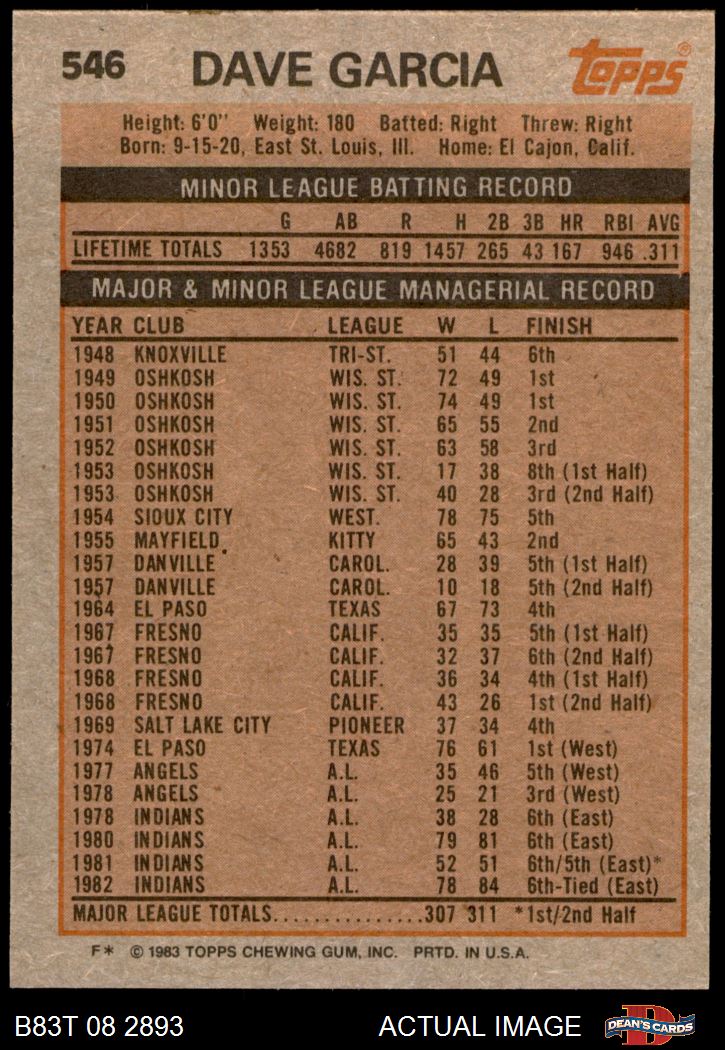 546 DAVE GARCIA TOPPS®
Height: 6'0" Weight: 180 Batted: Right Threw: Right
Born: 9-15-20, East St. Louis, Ill. Home: El Cajon, Calif.
MINOR LEAGUE BATTING RECORD
G AB R H 2B 3B HR RBI AVG
LIFETIME TOTALS 1353 4682 819 1457 265 43 167 946 .311
MAJOR & MINOR LEAGUE MANAGERIAL RECORD
YEAR CLUB LEAGUE W L FINISH
1948 KNOXVILLE TRI-ST. 51 44 6th
1949 OSHKOSH WIS. ST. 72 49 1st
1950 OSHKOSH WIS. ST. 74 49 1st
1951 OSHKOSH WIS. ST. 65 55 2nd
1952 OSHKOSH WIS. ST. 63 58 3rd
1953 OSHKOSH WIS. ST. 17 38 8th (1st Half)
1953 OSHKOSH WIS. ST. 40 28 3rd (2nd Half)
1954 SIOUX CITY WEST. 78 75 5th
1955 MAYFIELD KITTY 65 43 2nd
1957 DANVILLE CAROL. 28 39 5th (1st Half)
1957 DANVILLE CAROL. 10 18 5th (2nd Half)
1964 EL PASO TEXAS 67 73 4th
1967 FRESNO CALIF. 35 35 5th (1st Half)
1967 FRESNO CALIF. 32 37 6th (2nd Half)
1968 FRESNO CALIF. 36 34 4th (1st Half)
1968 FRESNO CALIF. 43 26 1st (2nd Half)
1969 SALT LAKE CITY PIONEER 37 34 4th
1974 EL PASO TEXAS 76 61 1st (West)
1977 ANGELS A.L. 35 46 5th (West)
1978 ANGELS A.L. 25 21 3rd (West)
1978 INDIANS A.L. 38 28 6th (East)
1980 INDIANS A.L. 79 81 6th (East)
1981 INDIANS A.L. 52 51 6th/5th (East)*
1982 INDIANS A.L. 78 84 6th-Tied (East)
MAJOR LEAGUE TOTALS...............307 311 *1st/2nd Half
F* © 1983 TOPPS CHEWING GUM, INC. PRTD. IN U.S.A.
B83T 08 2893 ACTUAL IMAGE D DEAN'S CARDS